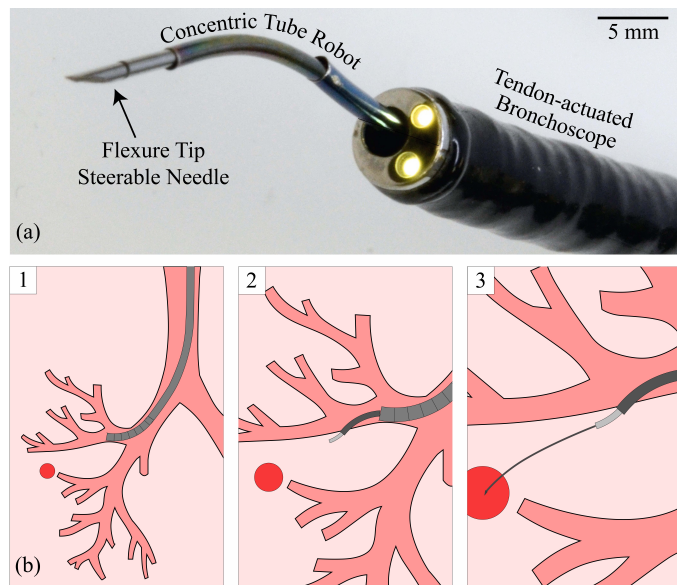 Concentric Tube Robot
5 mm
Tendon-actuated
Bronchoscope
Flexure Tip
Steerable Needle
(a)
1
2
3
(b)